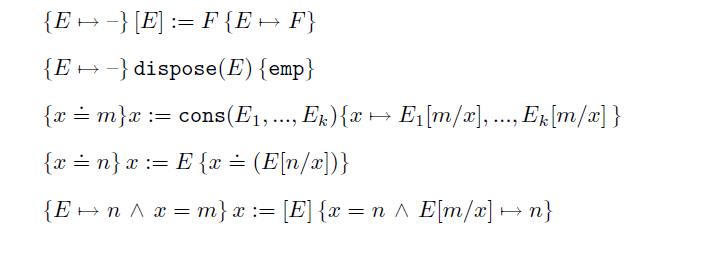 {E ↦ –} [E] := F {E ↦ F}
{E ↦ –} dispose(E) {emp}
{x ≐ m}x := cons(E₁, ..., Eₖ){x ↦ E₁[m/x], ..., Eₖ[m/x] }
{x ≐ n} x := E {x ≐ (E[n/x])}
{E ↦ n ∧ x = m} x := [E] {x = n ∧ E[m/x] ↦ n}